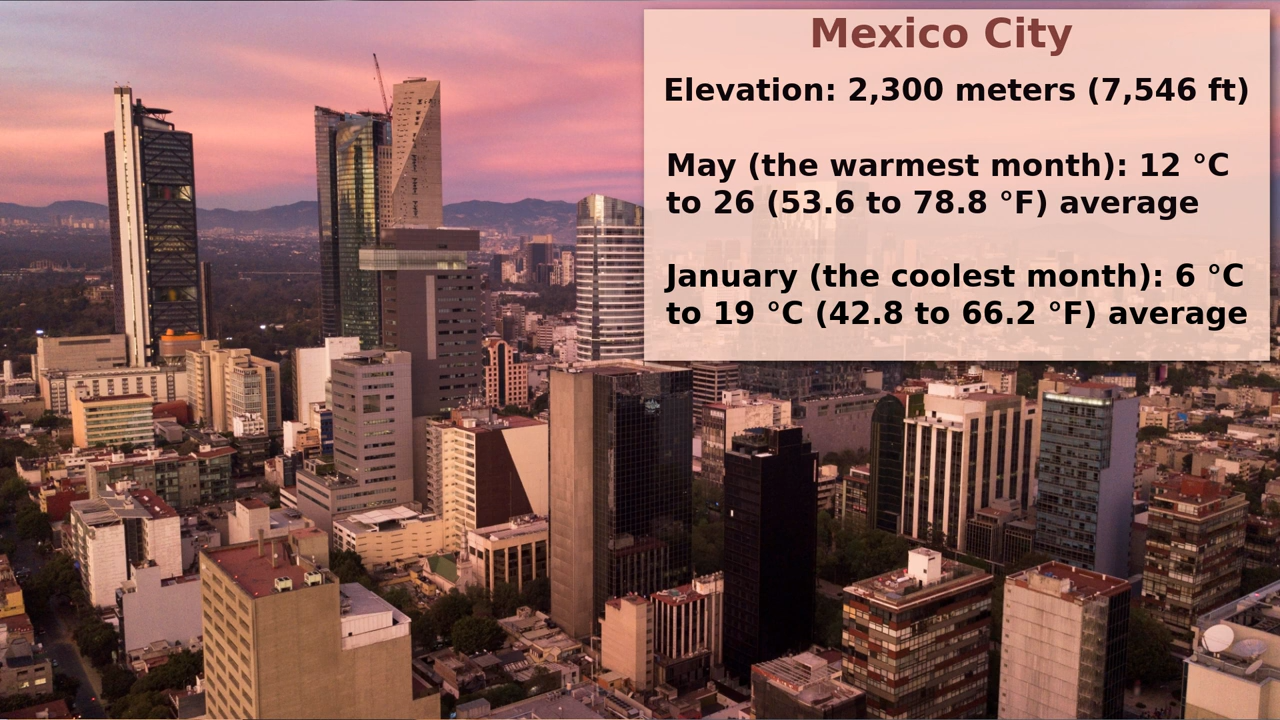 Mexico City
Elevation: 2,300 meters (7,546 ft)
May (the warmest month): 12 °C
to 26 (53.6 to 78.8 °F) average
January (the coolest month): 6 °C
to 19 °C (42.8 to 66.2 °F) average